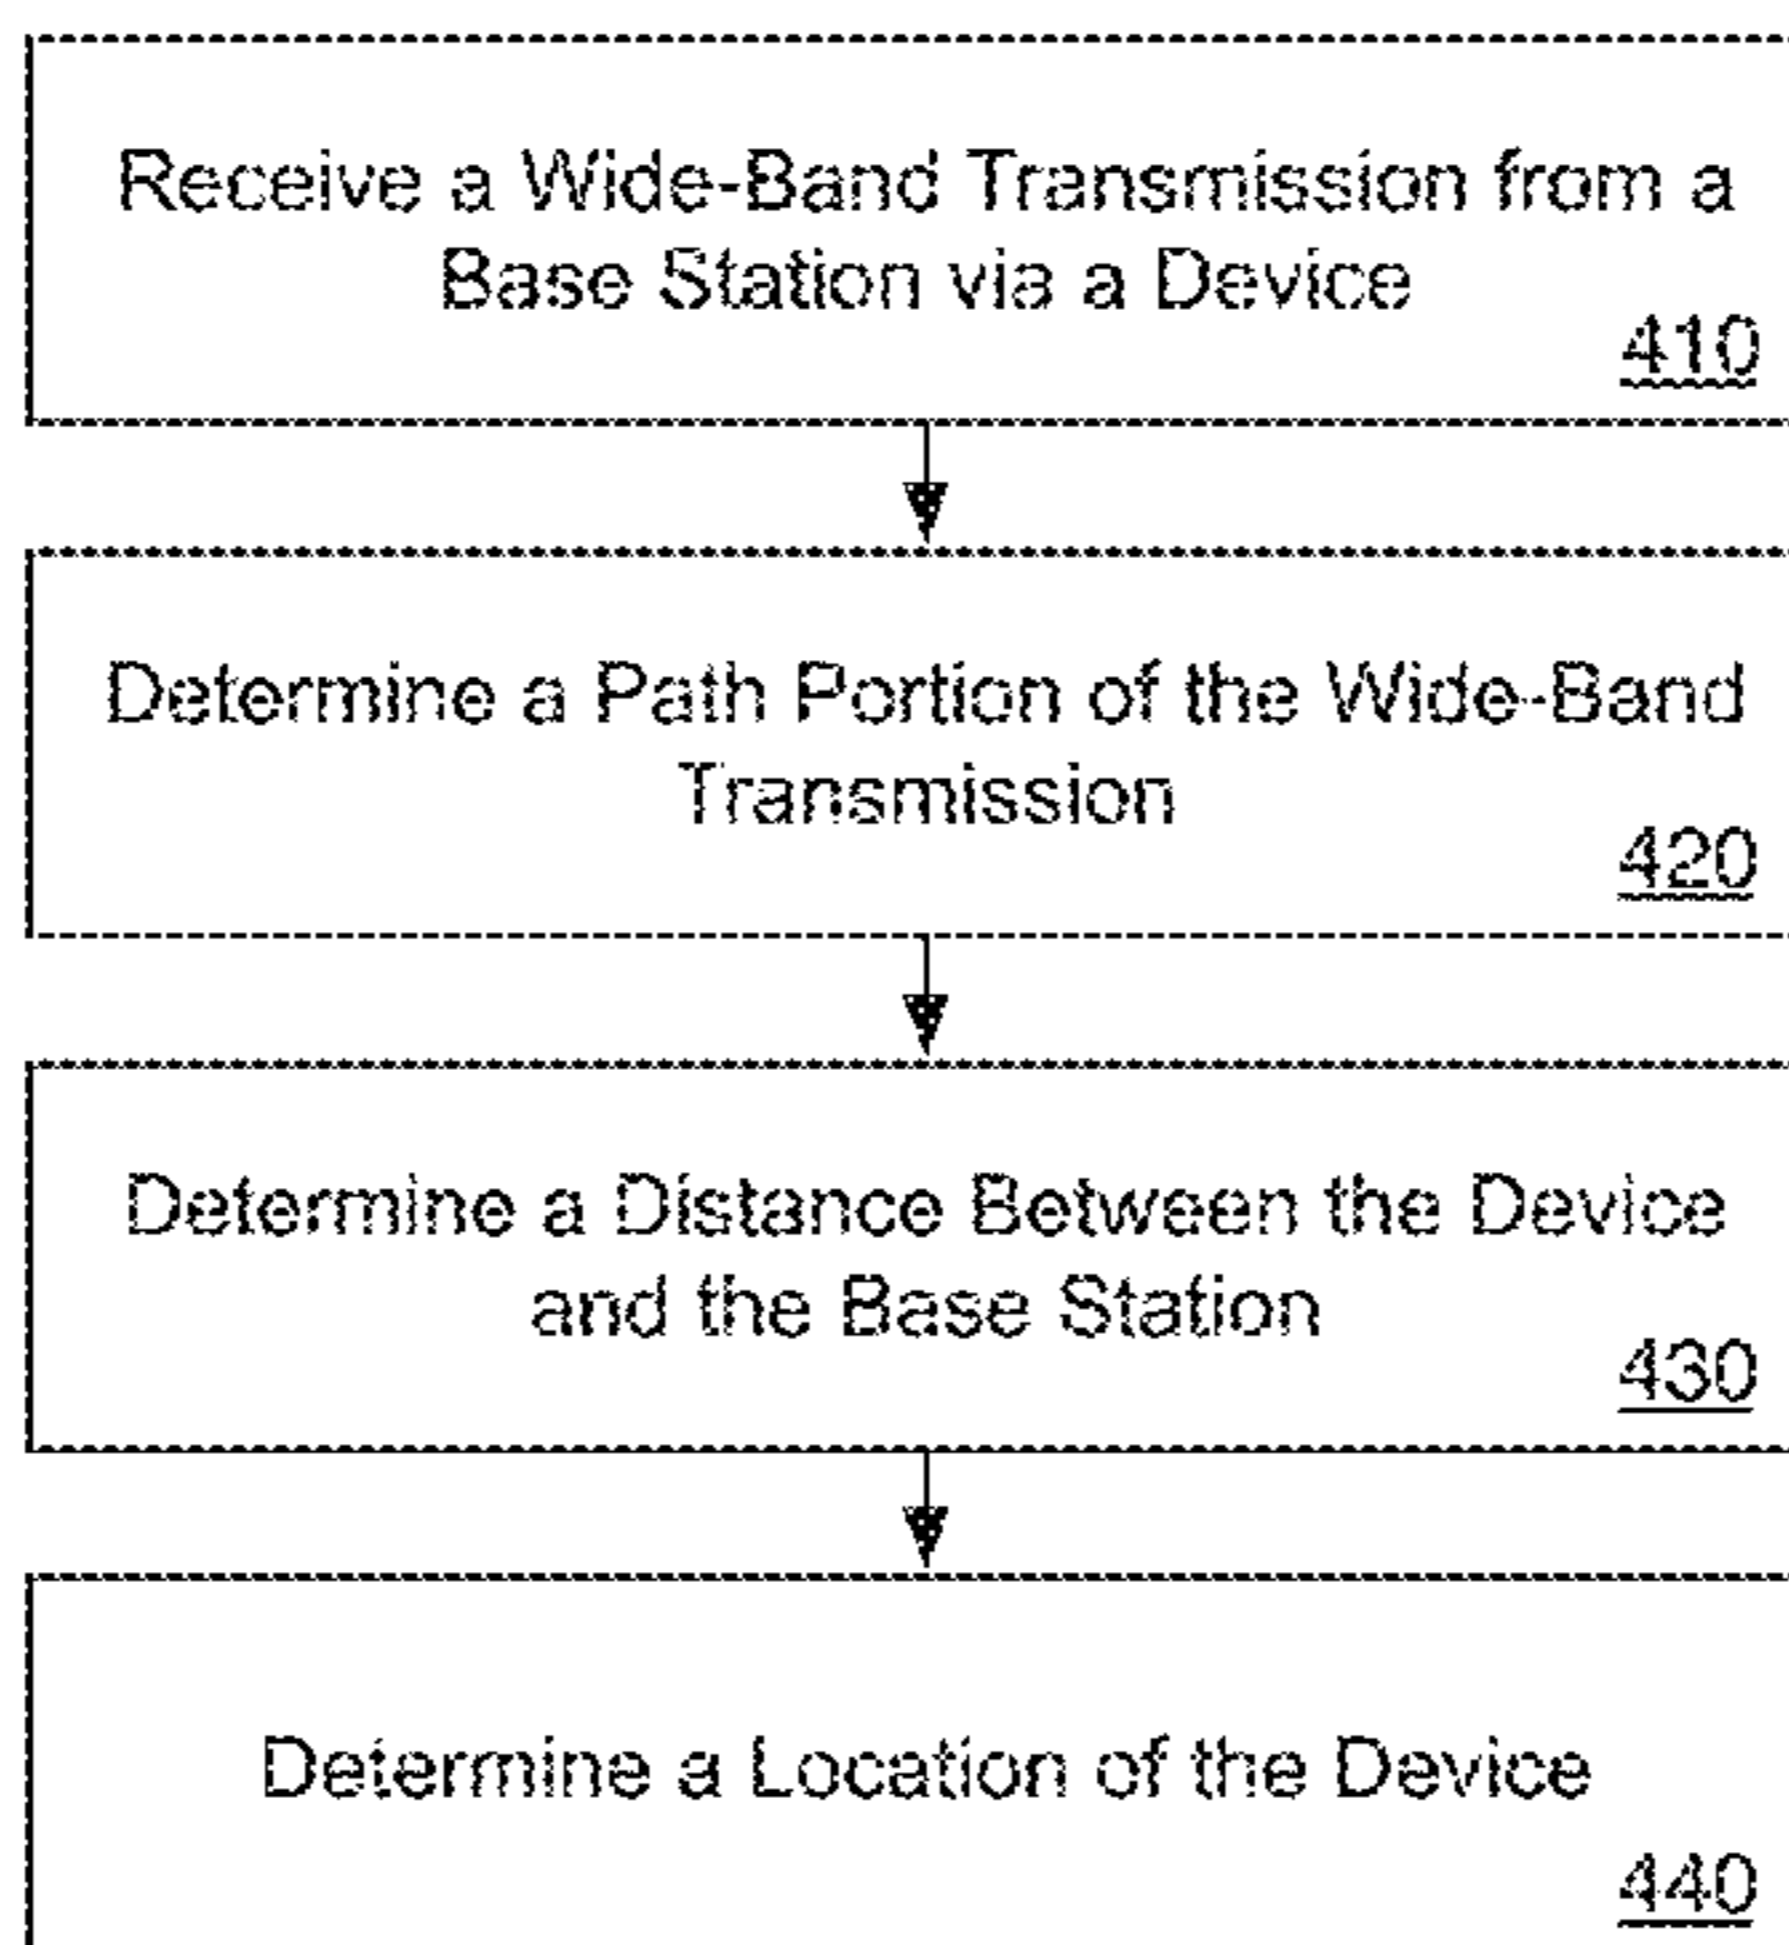 Receive a Wide-Band Transmission from a
Base Station via a Device
410
Determine a Path Portion of the Wide-Band
Transmission
420
Determine a Distance Between the Device
and the Base Station
430
Determine a Location of the Device
440